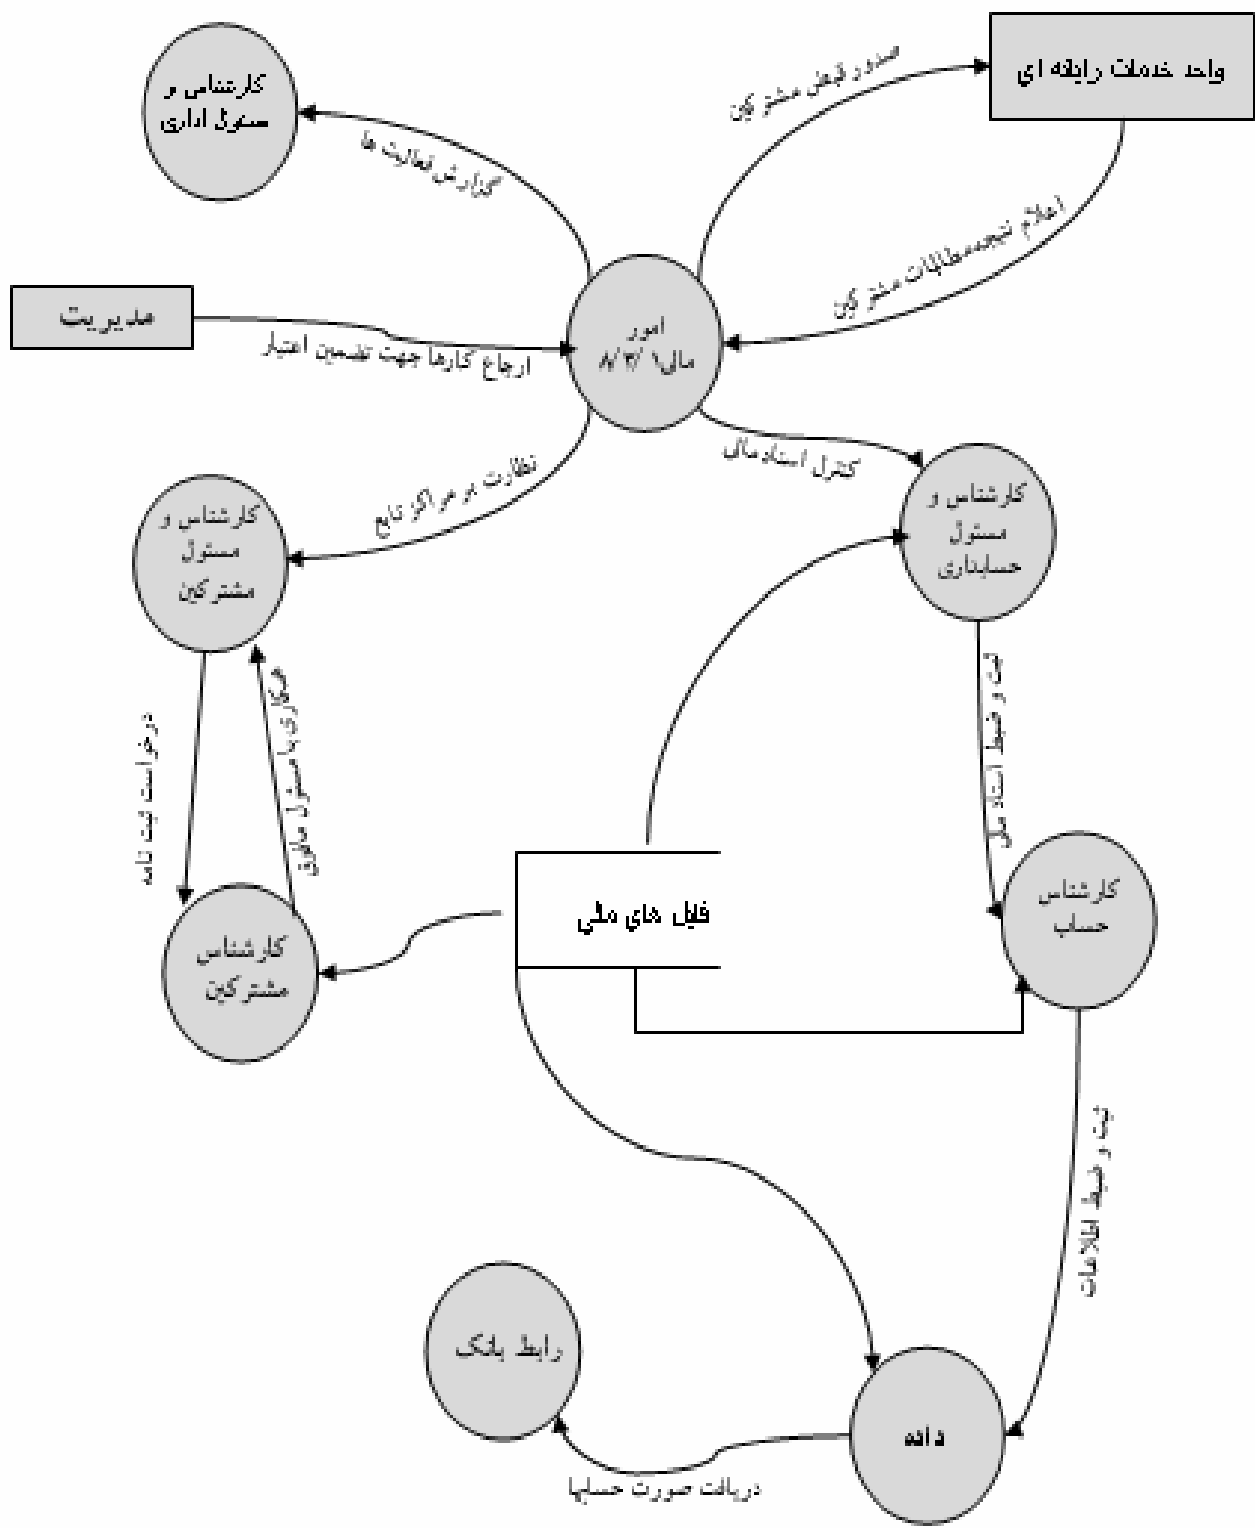 کارشناس و
مسئول اداری
صدور قبض مشترکین
واحد خدمات رایانه ای
گزارش فعالیت ها
اعلام نتیجه مطالبات مشترکین
مدیریت
ارجاع کارها جهت تضمین اعتبار
امور
مالی۸/۳/۱
نظارت بر مراکز تابع
کنترل اسناد مالی
کارشناس و
مسئول
مشترکین
کارشناس و
مسئول
حسابداری
درخواست ثبت نامه
همکاری با مسئول مافوق
ثبت و ضبط اسناد مالی
فایل های مالی
کارشناس
حساب
کارشناس
مشترکین
ثبت و ضبط اطلاعات
رابط بانک
داده
دریافت صورت حسابها